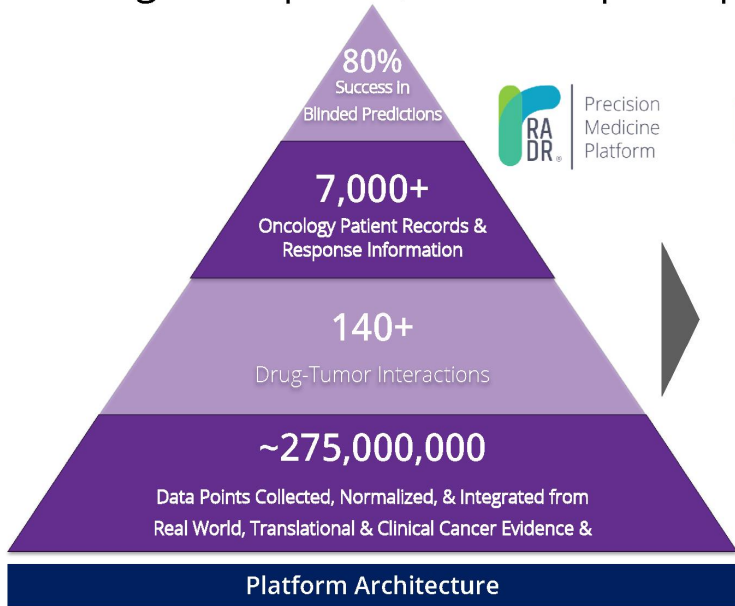 80%
Success in
Blinded Predictions
RA
DR®
Precision
Medicine
Platform
7,000+
Oncology Patient Records &
Response Information
140+
Drug-Tumor Interactions
~275,000,000
Data Points Collected, Normalized, & Integrated from
Real World, Translational & Clinical Cancer Evidence &
Platform Architecture